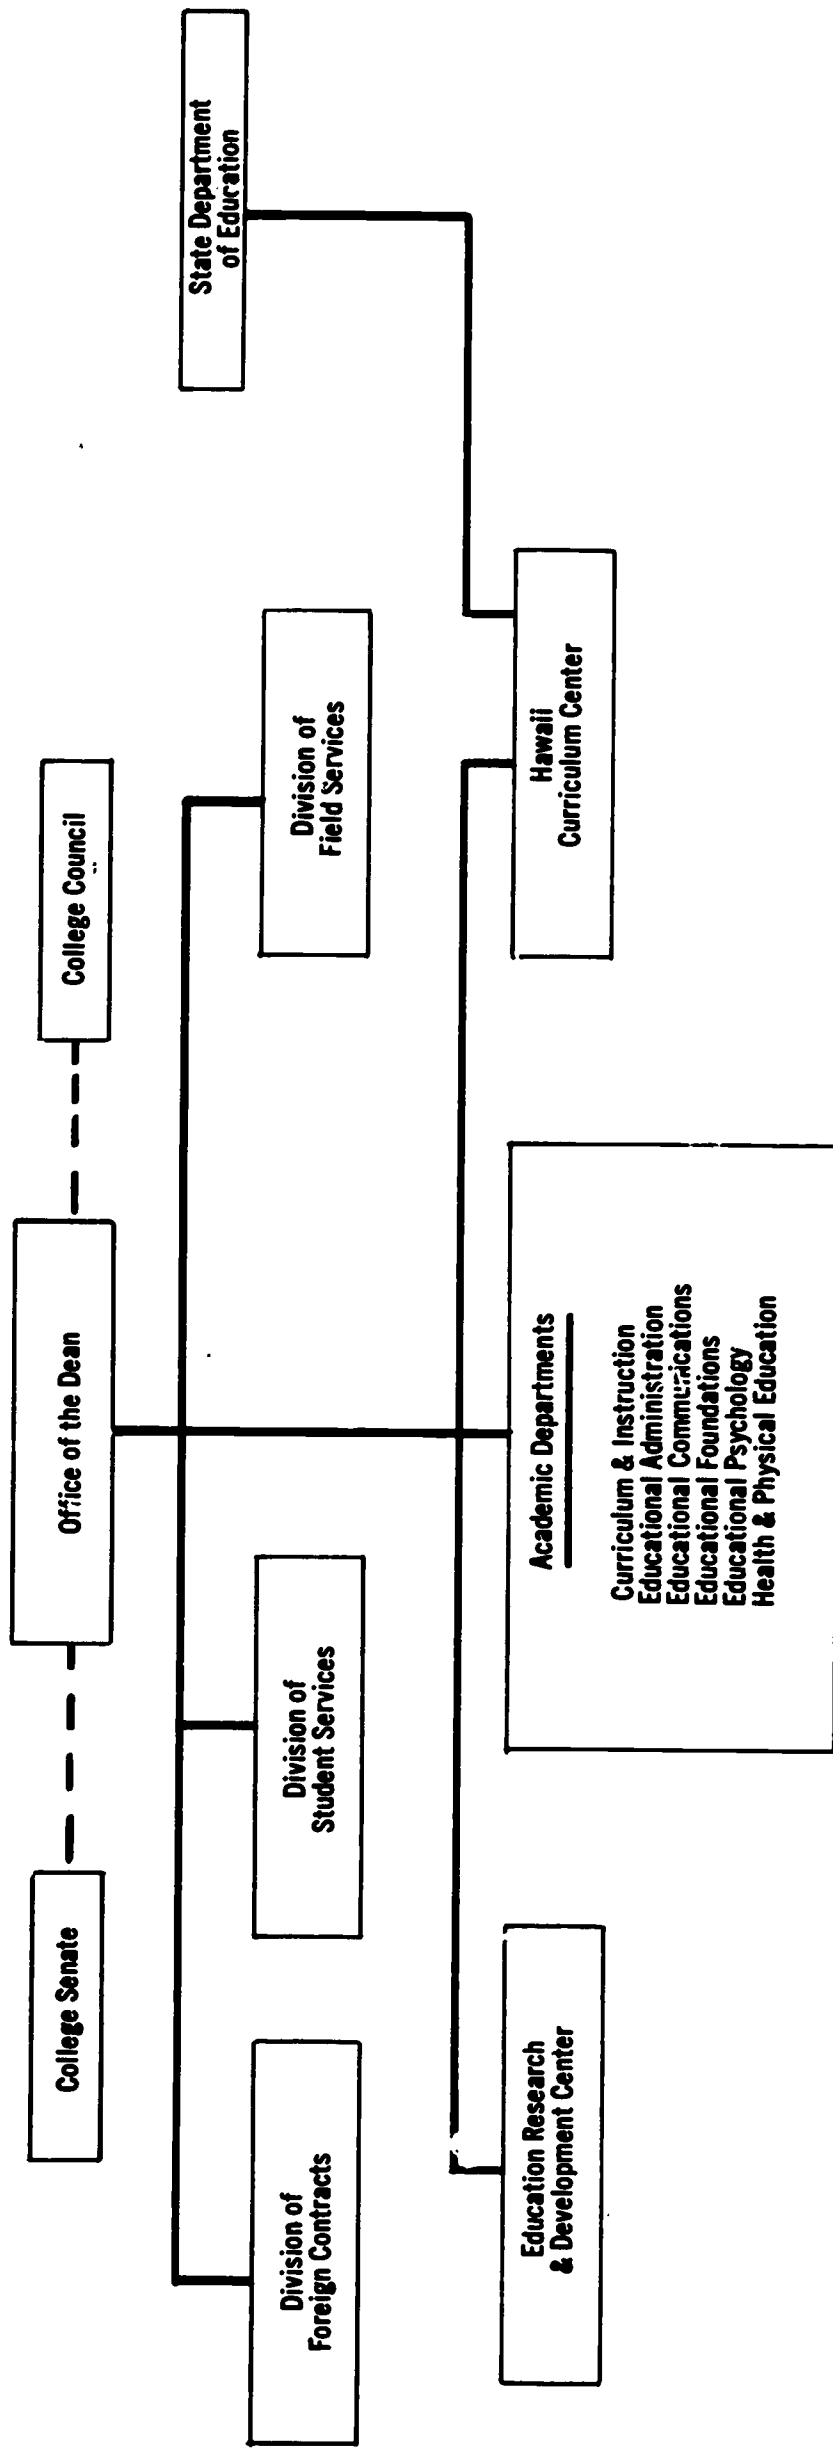 College Senate
Office of the Dean
College Council
State Department
of Education
Division of
Foreign Contracts
Division of
Student Services
Division of
Field Services
Education Research
& Development Center
Academic Departments
Curriculum & Instruction
Educational Administration
Educational Communications
Educational Foundations
Educational Psychology
Health & Physical Education
Hawaii
Curriculum Center